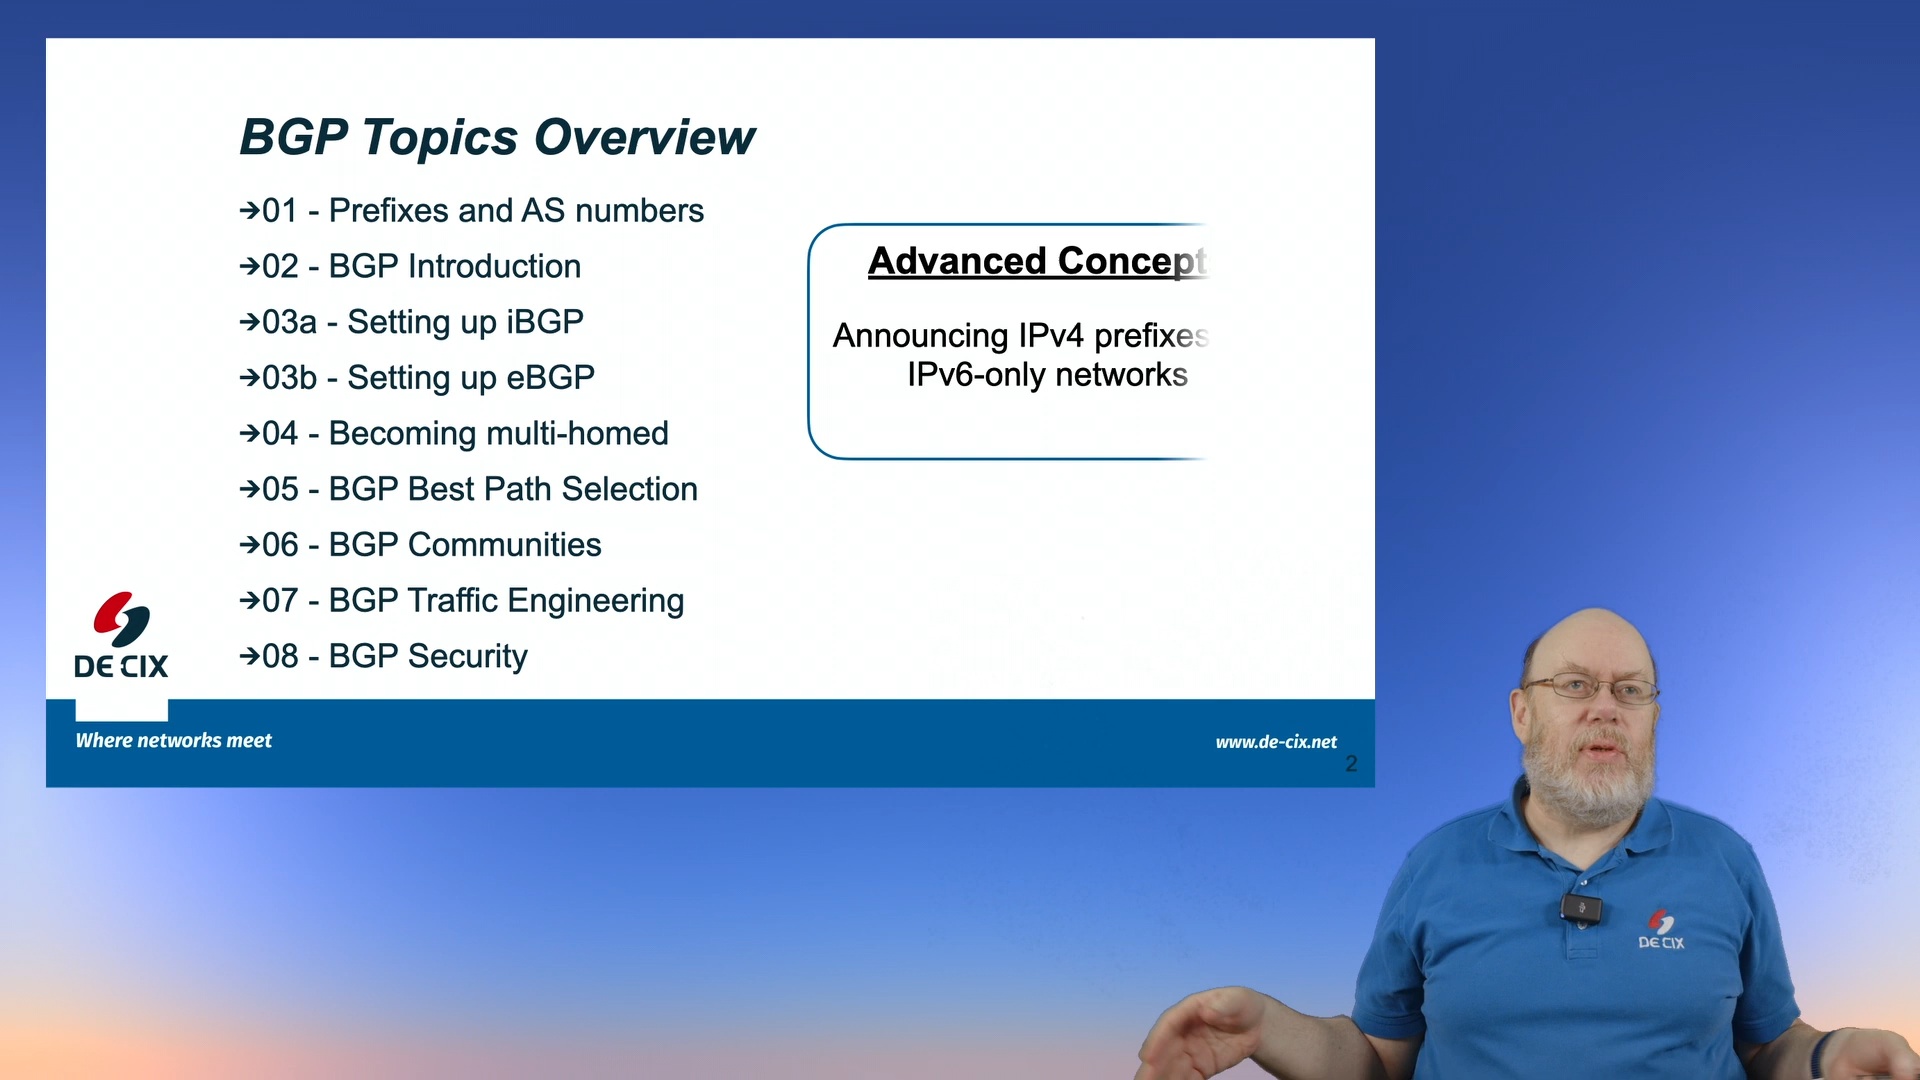 BGP Topics Overview
→01 - Prefixes and AS numbers
→02 - BGP Introduction
→03a - Setting up iBGP
→03b - Setting up eBGP
→04 - Becoming multi-homed
→05 - BGP Best Path Selection
→06 - BGP Communities
→07 - BGP Traffic Engineering
→08 - BGP Security
Advanced Concept
Announcing IPv4 prefixes
IPv6-only networks
DE CIX
Where networks meet
www.de-cix.net
2
DE CIX